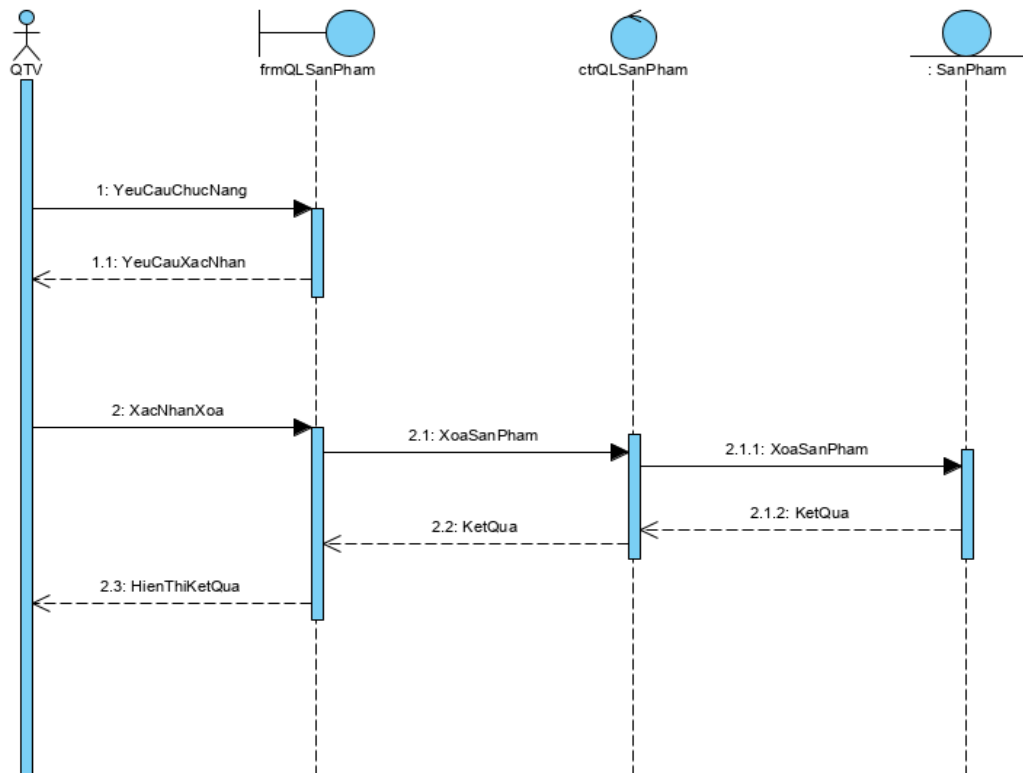 QTV
frmQLSanPham
ctrQLSanPham
: SanPham
1: YeuCauChucNang
1.1: YeuCauXacNhan
2: XacNhanXoa
2.1: XoaSanPham
2.1.1: XoaSanPham
2.1.2: KetQua
2.2: KetQua
2.3: HienThiKetQua